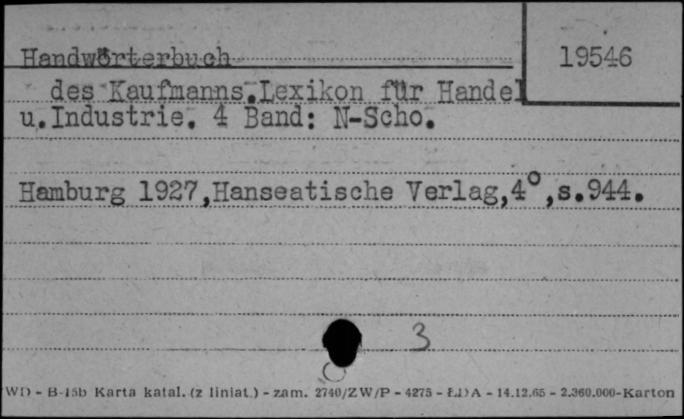 Handwörterbuch
19546
des Kaufmanns.Lexikon für Handel
u.Industrie. 4 Band: N-Scho.
Hamburg 1927,Hanseatische Verlag,4°,s.944.
3
WD - B-15b Karta katal. (z liniat.) - zam. 2740/ZW/P - 4275 - ŁDA - 14.12.65 - 2.360.000-Karton